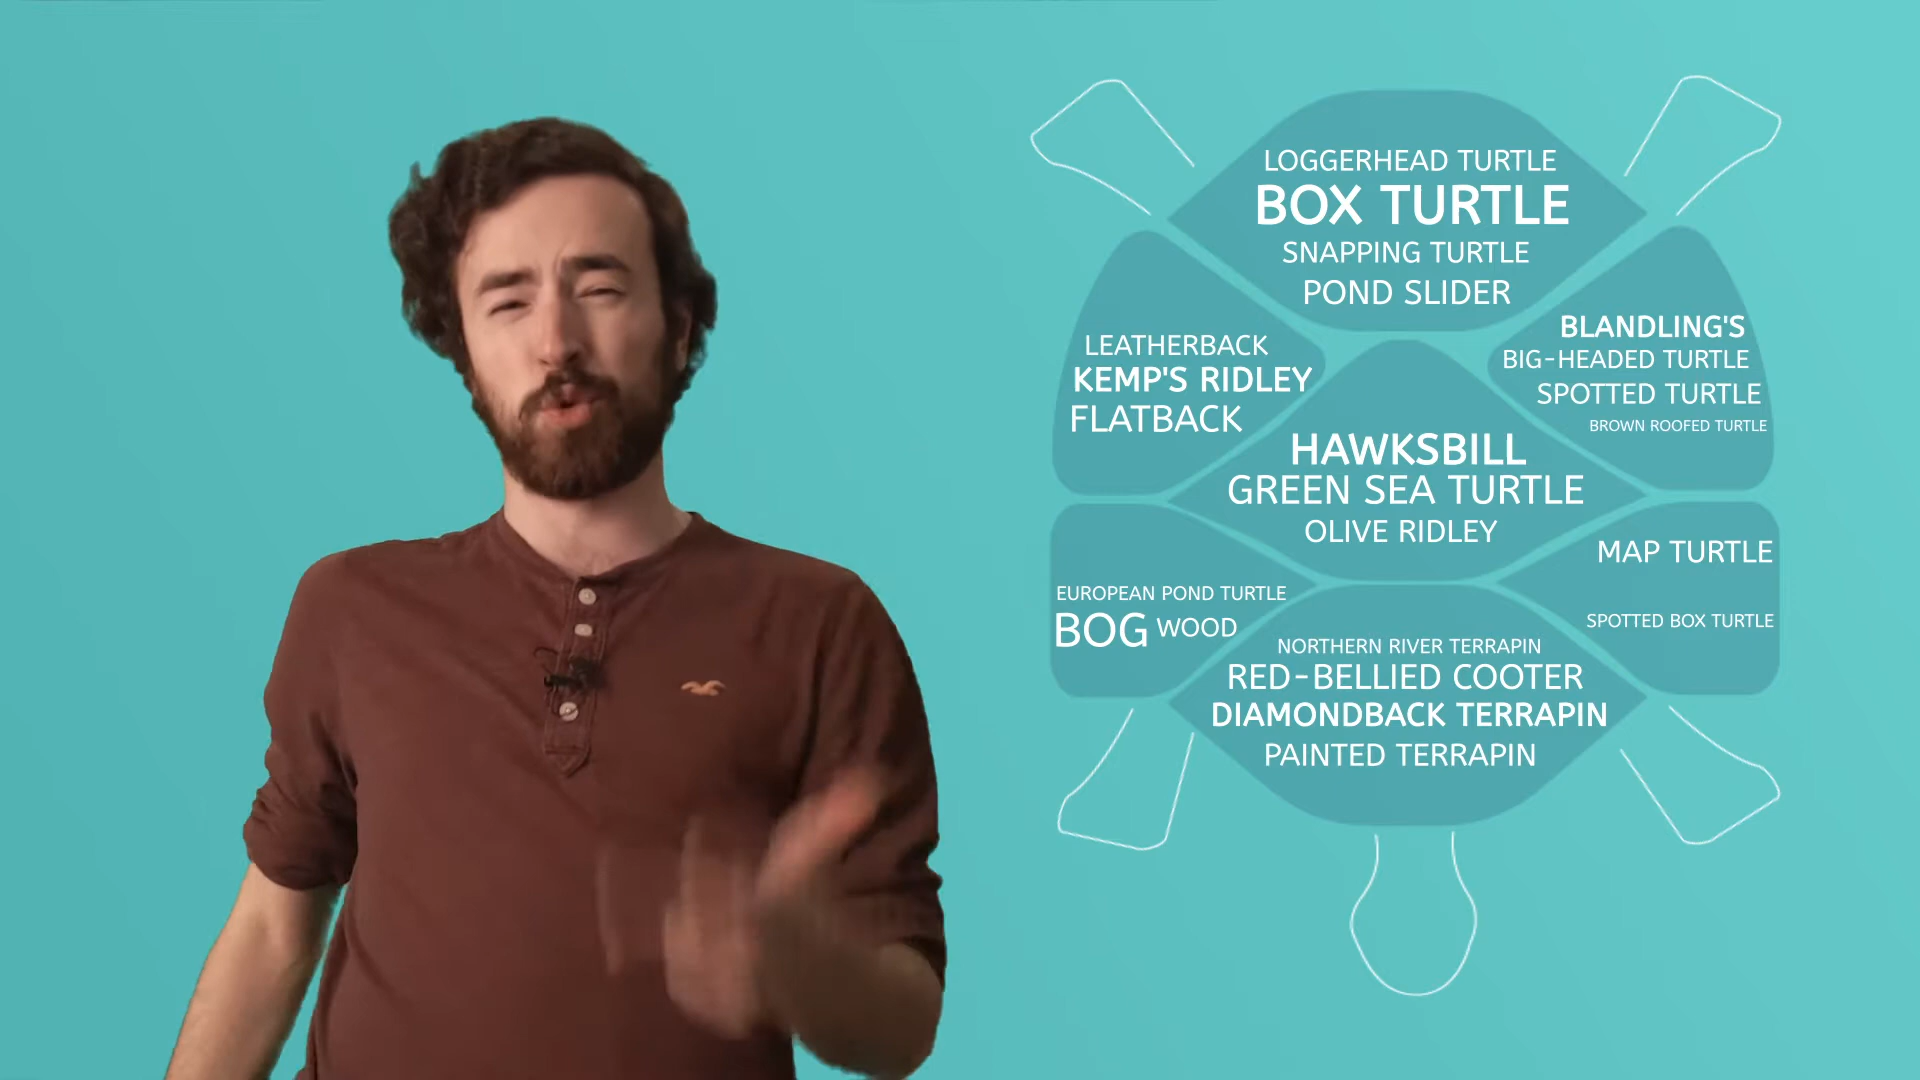 LOGGERHEAD TURTLE
BOX TURTLE
SNAPPING TURTLE
POND SLIDER
LEATHERBACK
KEMP'S RIDLEY
FLATBACK
BLANDLING'S
BIG-HEADED TURTLE
SPOTTED TURTLE
BROWN ROOFED TURTLE
HAWKSBILL
GREEN SEA TURTLE
OLIVE RIDLEY
EUROPEAN POND TURTLE
BOG WOOD
MAP TURTLE
SPOTTED BOX TURTLE
NORTHERN RIVER TERRAPIN
RED-BELLIED COOTER
DIAMONDBACK TERRAPIN
PAINTED TERRAPIN